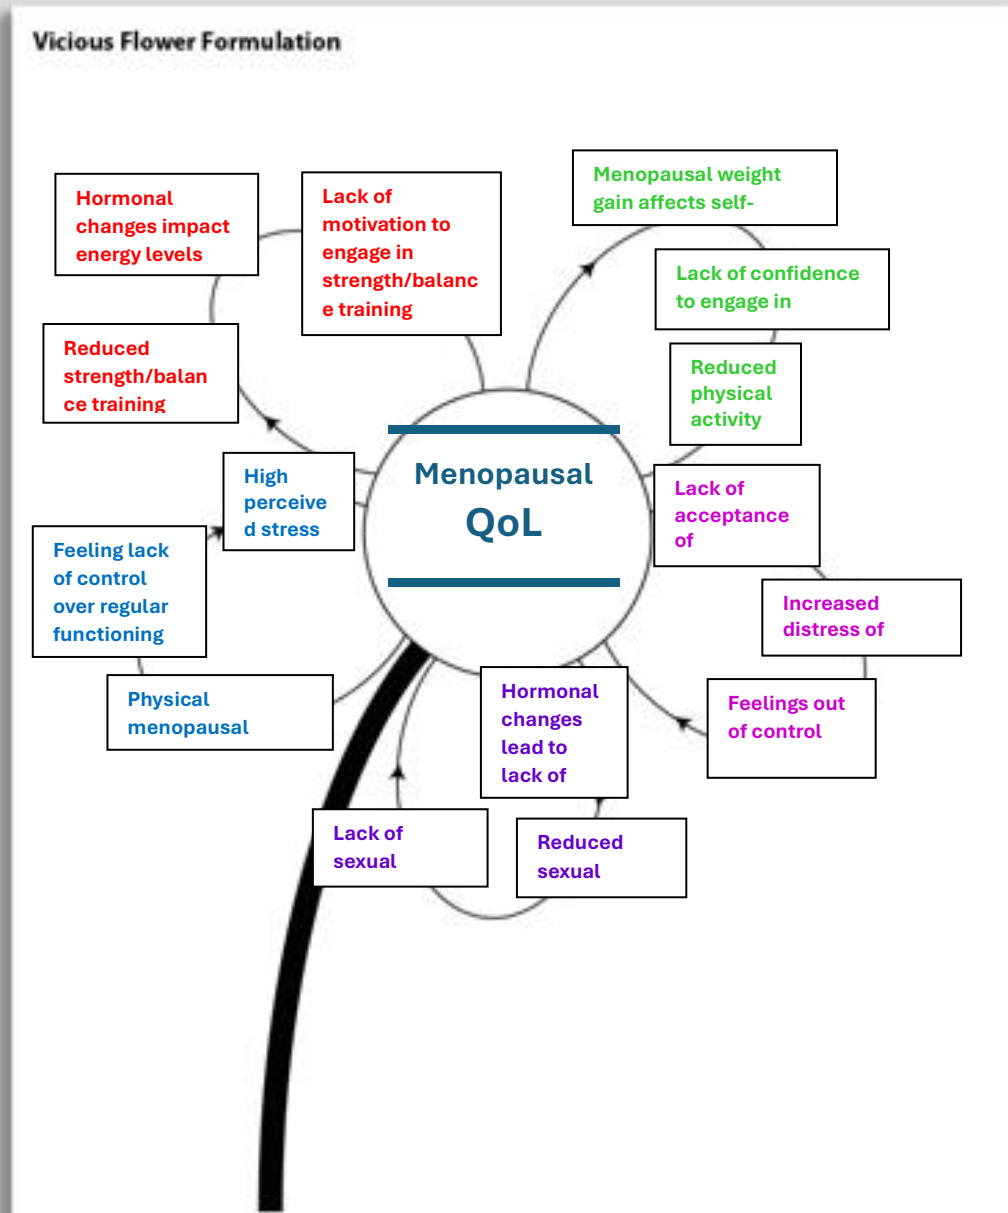 Vicious Flower Formulation
Hormonal
changes impact
energy levels
Lack of
motivation to
engage in
strength/balanc
e training
Reduced
strength/balan
ce training
Menopausal weight
gain affects self-
Lack of confidence
to engage in
Reduced
physical
activity
Menopausal
QoL
High
perceive
d stress
Feeling lack
of control
over regular
functioning
Physical
menopausal
Lack of
acceptance
of
Increased
distress of
Feelings out
of control
Hormonal
changes
lead to
lack of
Reduced
sexual
Lack of
sexual